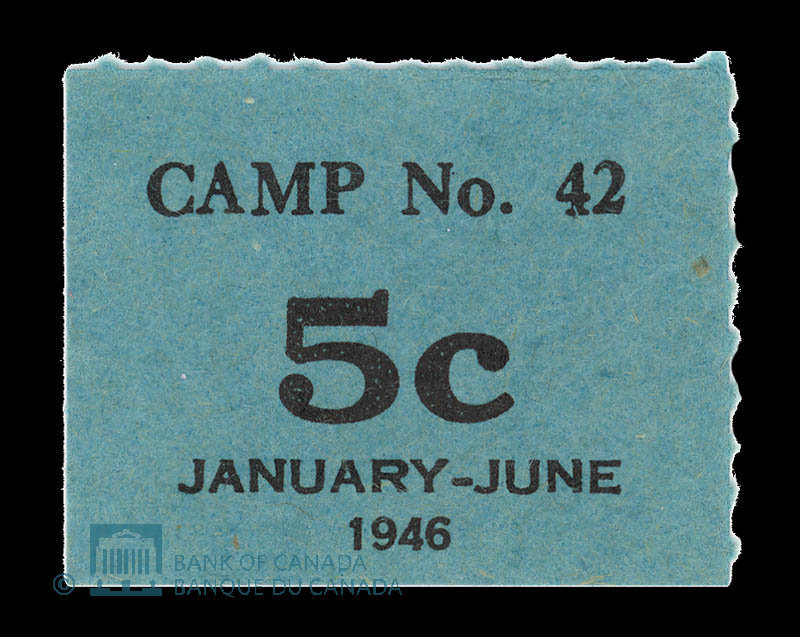 CAMP No. 42
5c
JANUARY-JUNE
1946
© BANK OF CANADA
BANQUE DU CANADA